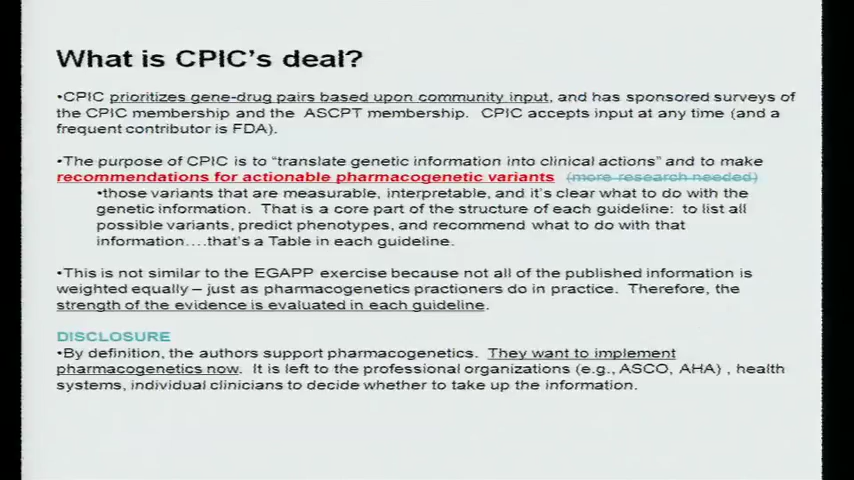 What is CPIC's deal?
•CPIC prioritizes gene-drug pairs based upon community input, and has sponsored surveys of
the CPIC membership and the ASCPT membership.  CPIC accepts input at any time (and a
frequent contributor is FDA).
•The purpose of CPIC is to "translate genetic information into clinical actions" and to make
recommendations for actionable pharmacogenetic variants (more research needed)
•those variants that are measurable, interpretable, and it's clear what to do with the
genetic information.  That is a core part of the structure of each guideline:  to list all
possible variants, predict phenotypes, and recommend what to do with that
information....that's a Table in each guideline.
•This is not similar to the EGAPP exercise because not all of the published information is
weighted equally – just as pharmacogenetics practioners do in practice.  Therefore, the
strength of the evidence is evaluated in each guideline.
DISCLOSURE
•By definition, the authors support pharmacogenetics.  They want to implement
pharmacogenetics now.  It is left to the professional organizations (e.g., ASCO, AHA) , health
systems, individual clinicians to decide whether to take up the information.